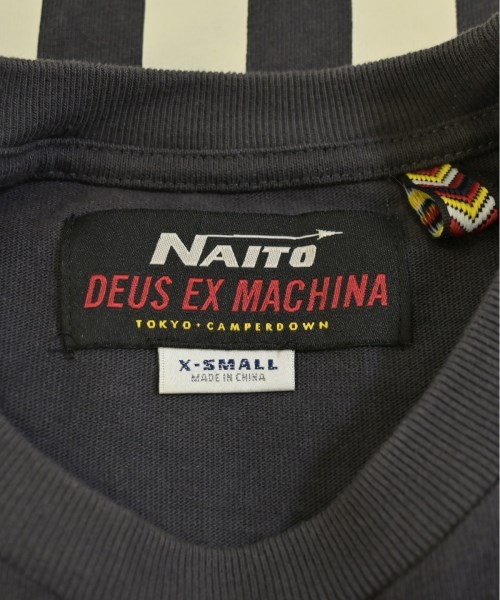 NAITO
DEUS EX MACHINA
TOKYO · CAMPERDOWN
X-SMALL
MADE IN CHINA